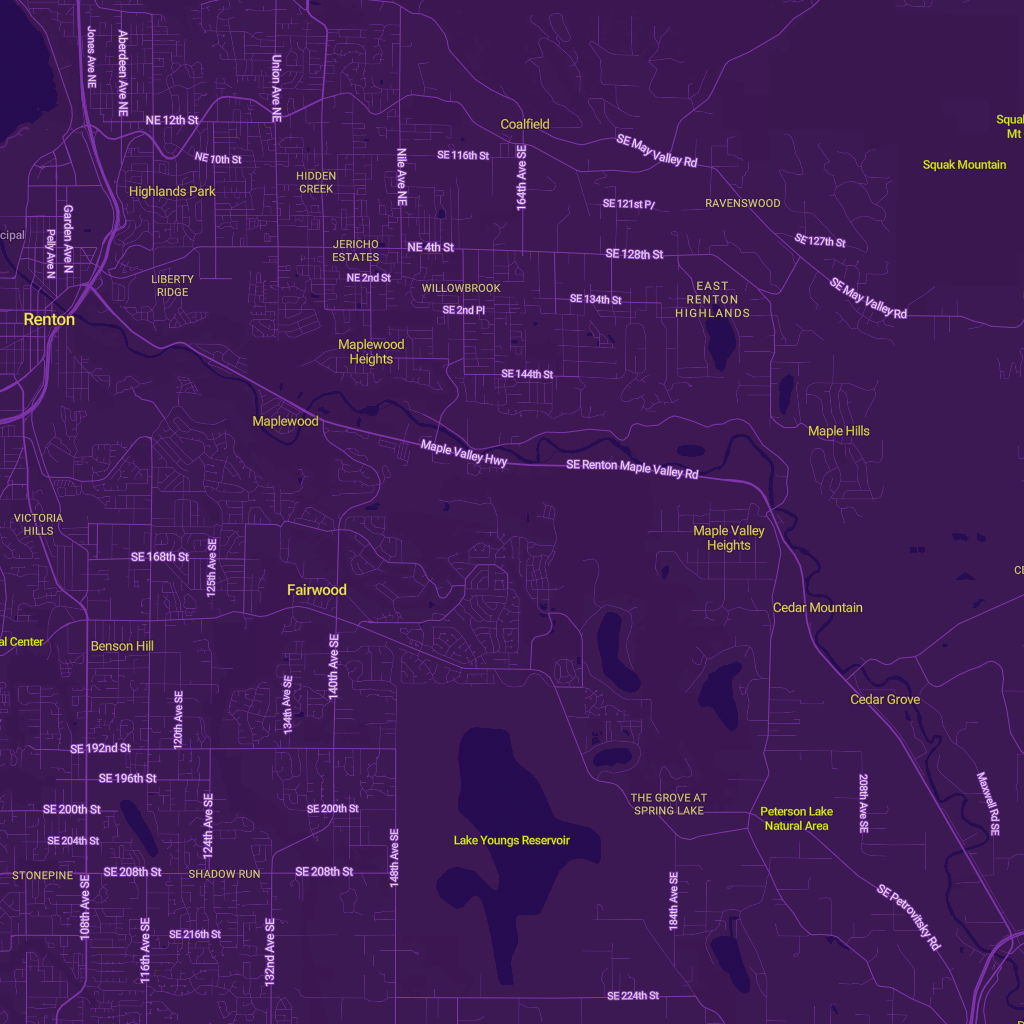 Jones Ave NE
Aberdeen Ave NE
Union Ave NE
NE 12th St
Coalfield
SE May Valley Rd
Squak
Mt
NE 10th St
SE 116th St
Nile Ave NE
164th Ave SE
Squak Mountain
Highlands Park
HIDDEN
CREEK
SE 121st Pl
RAVENSWOOD
Garden Ave N
Pelly Ave N
cipal
JERICHO
ESTATES
NE 4th St
SE 128th St
SE 127th St
LIBERTY
RIDGE
NE 2nd St
WILLOWBROOK
SE 134th St
EAST
RENTON
HIGHLANDS
SE May Valley Rd
SE 2nd Pl
Renton
Maplewood
Heights
SE 144th St
Maplewood
Maple Hills
Maple Valley Hwy
SE Renton Maple Valley Rd
VICTORIA
HILLS
Maple Valley
Heights
SE 168th St
125th Ave SE
CE
Fairwood
Cedar Mountain
al Center
Benson Hill
140th Ave SE
134th Ave SE
120th Ave SE
Cedar Grove
SE 192nd St
SE 196th St
SE 200th St
SE 200th St
THE GROVE AT
SPRING LAKE
Peterson Lake
Natural Area
208th Ave SE
Maxwell Rd SE
SE 204th St
124th Ave SE
Lake Youngs Reservoir
148th Ave SE
STONEPINE
SE 208th St
SHADOW RUN
SE 208th St
108th Ave SE
184th Ave SE
SE Petrovitsky Rd
116th Ave SE
SE 216th St
132nd Ave SE
SE 224th St